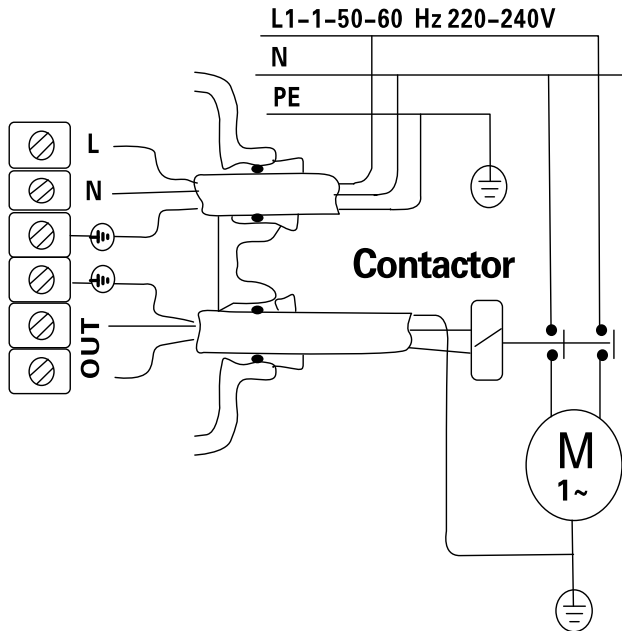 L1-1-50-60 Hz 220-240V
N
PE
L
N
Contactor
OUT
M
1~